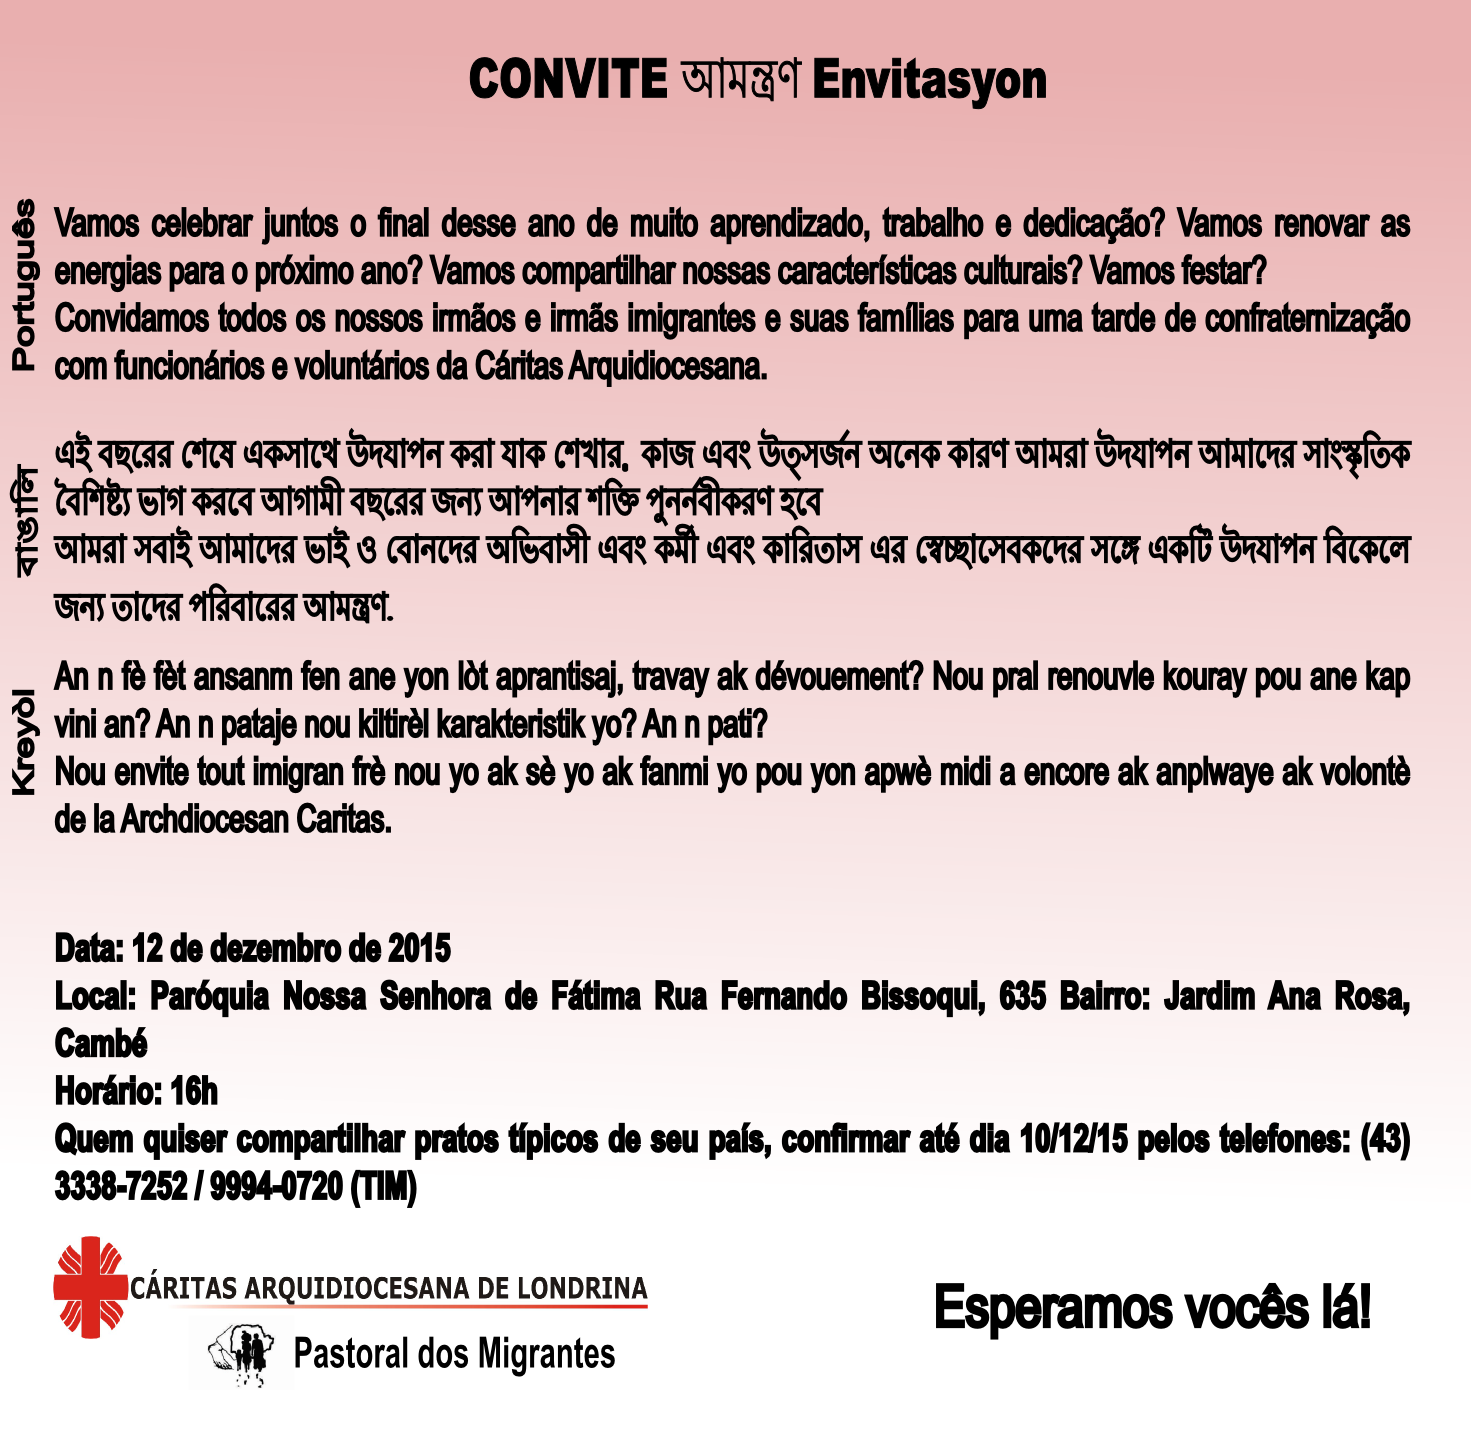 CONVITE আমন্ত্রণ Envitasyon
Português
Vamos celebrar juntos o final desse ano de muito aprendizado, trabalho e dedicação? Vamos renovar as
energias para o próximo ano? Vamos compartilhar nossas características culturais? Vamos festar?
Convidamos todos os nossos irmãos e irmãs imigrantes e suas famílias para uma tarde de confraternização
com funcionários e voluntários da Cáritas Arquidiocesana.
বাঙালি
এই বছরের শেষে একসাথে উদযাপন করা যাক শেখার, কাজ এবং উত্সর্জন অনেক কারণ আমরা উদযাপন আমাদের সাংস্কৃতিক
বৈশিষ্ট্য ভাগ করবে আগামী বছরের জন্য আপনার শক্তি পুনর্নবীকরণ হবে
আমরা সবাই আমাদের ভাই ও বোনদের অভিবাসী এবং কর্মী এবং কারিতাস এর স্বেচ্ছাসেবকদের সঙ্গে একটি উদযাপন বিকেলে
জন্য তাদের পরিবারের আমন্ত্রণ.
Kreyòl
An n fè fèt ansanm fen ane yon lòt aprantisaj, travay ak dévouement? Nou pral renouvle kouray pou ane kap
vini an? An n pataje nou kiltirèl karakteristik yo? An n pati?
Nou envite tout imigran frè nou yo ak sè yo ak fanmi yo pou yon apwè midi a encore ak anplwaye ak volontè
de la Archdiocesan Caritas.
Data: 12 de dezembro de 2015
Local: Paróquia Nossa Senhora de Fátima Rua Fernando Bissoqui, 635 Bairro: Jardim Ana Rosa,
Cambé
Horário: 16h
Quem quiser compartilhar pratos típicos de seu país, confirmar até dia 10/12/15 pelos telefones: (43)
3338-7252 / 9994-0720 (TIM)
CÁRITAS ARQUIDIOCESANA DE LONDRINA
Pastoral dos Migrantes
Esperamos vocês lá!